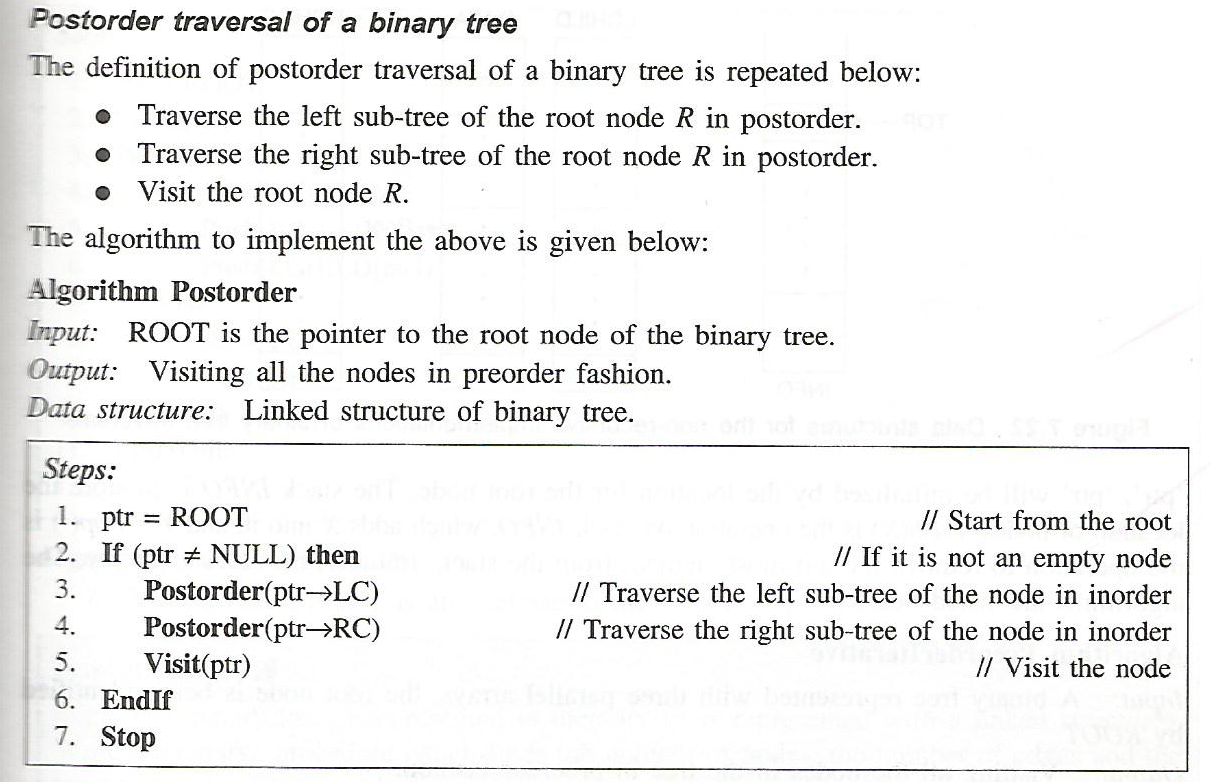 Postorder traversal of a binary tree
The definition of postorder traversal of a binary tree is repeated below:
● Traverse the left sub-tree of the root node R in postorder.
● Traverse the right sub-tree of the root node R in postorder.
● Visit the root node R.
The algorithm to implement the above is given below:
Algorithm Postorder
Input: ROOT is the pointer to the root node of the binary tree.
Output: Visiting all the nodes in preorder fashion.
Data structure: Linked structure of binary tree.
Steps:
1. ptr = ROOT // Start from the root
2. If (ptr ≠ NULL) then // If it is not an empty node
3. Postorder(ptr→LC) // Traverse the left sub-tree of the node in inorder
4. Postorder(ptr→RC) // Traverse the right sub-tree of the node in inorder
5. Visit(ptr) // Visit the node
6. EndIf
7. Stop